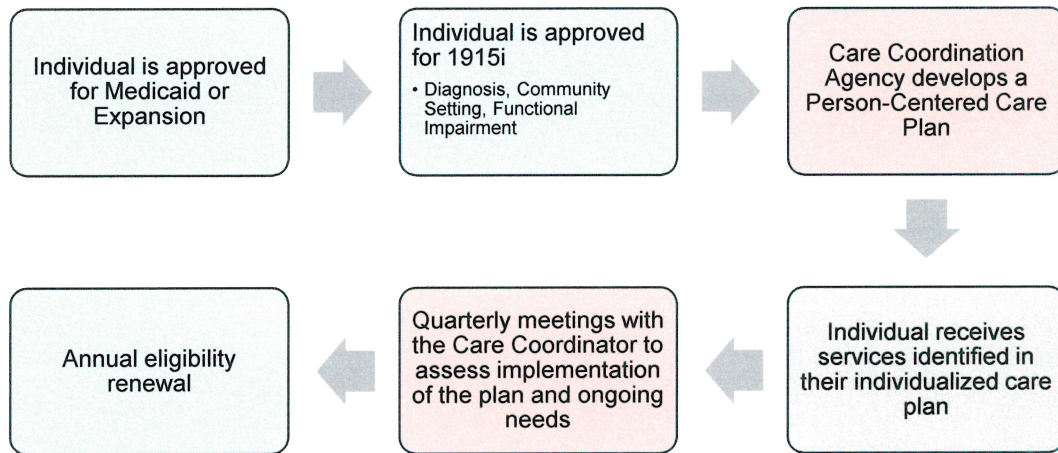 Individual is approved
for Medicaid or
Expansion
Individual is approved
for 1915i
• Diagnosis, Community
Setting, Functional
Impairment
Care Coordination
Agency develops a
Person-Centered Care
Plan
Individual receives
services identified in
their individualized care
plan
Quarterly meetings with
the Care Coordinator to
assess implementation
of the plan and ongoing
needs
Annual eligibility
renewal